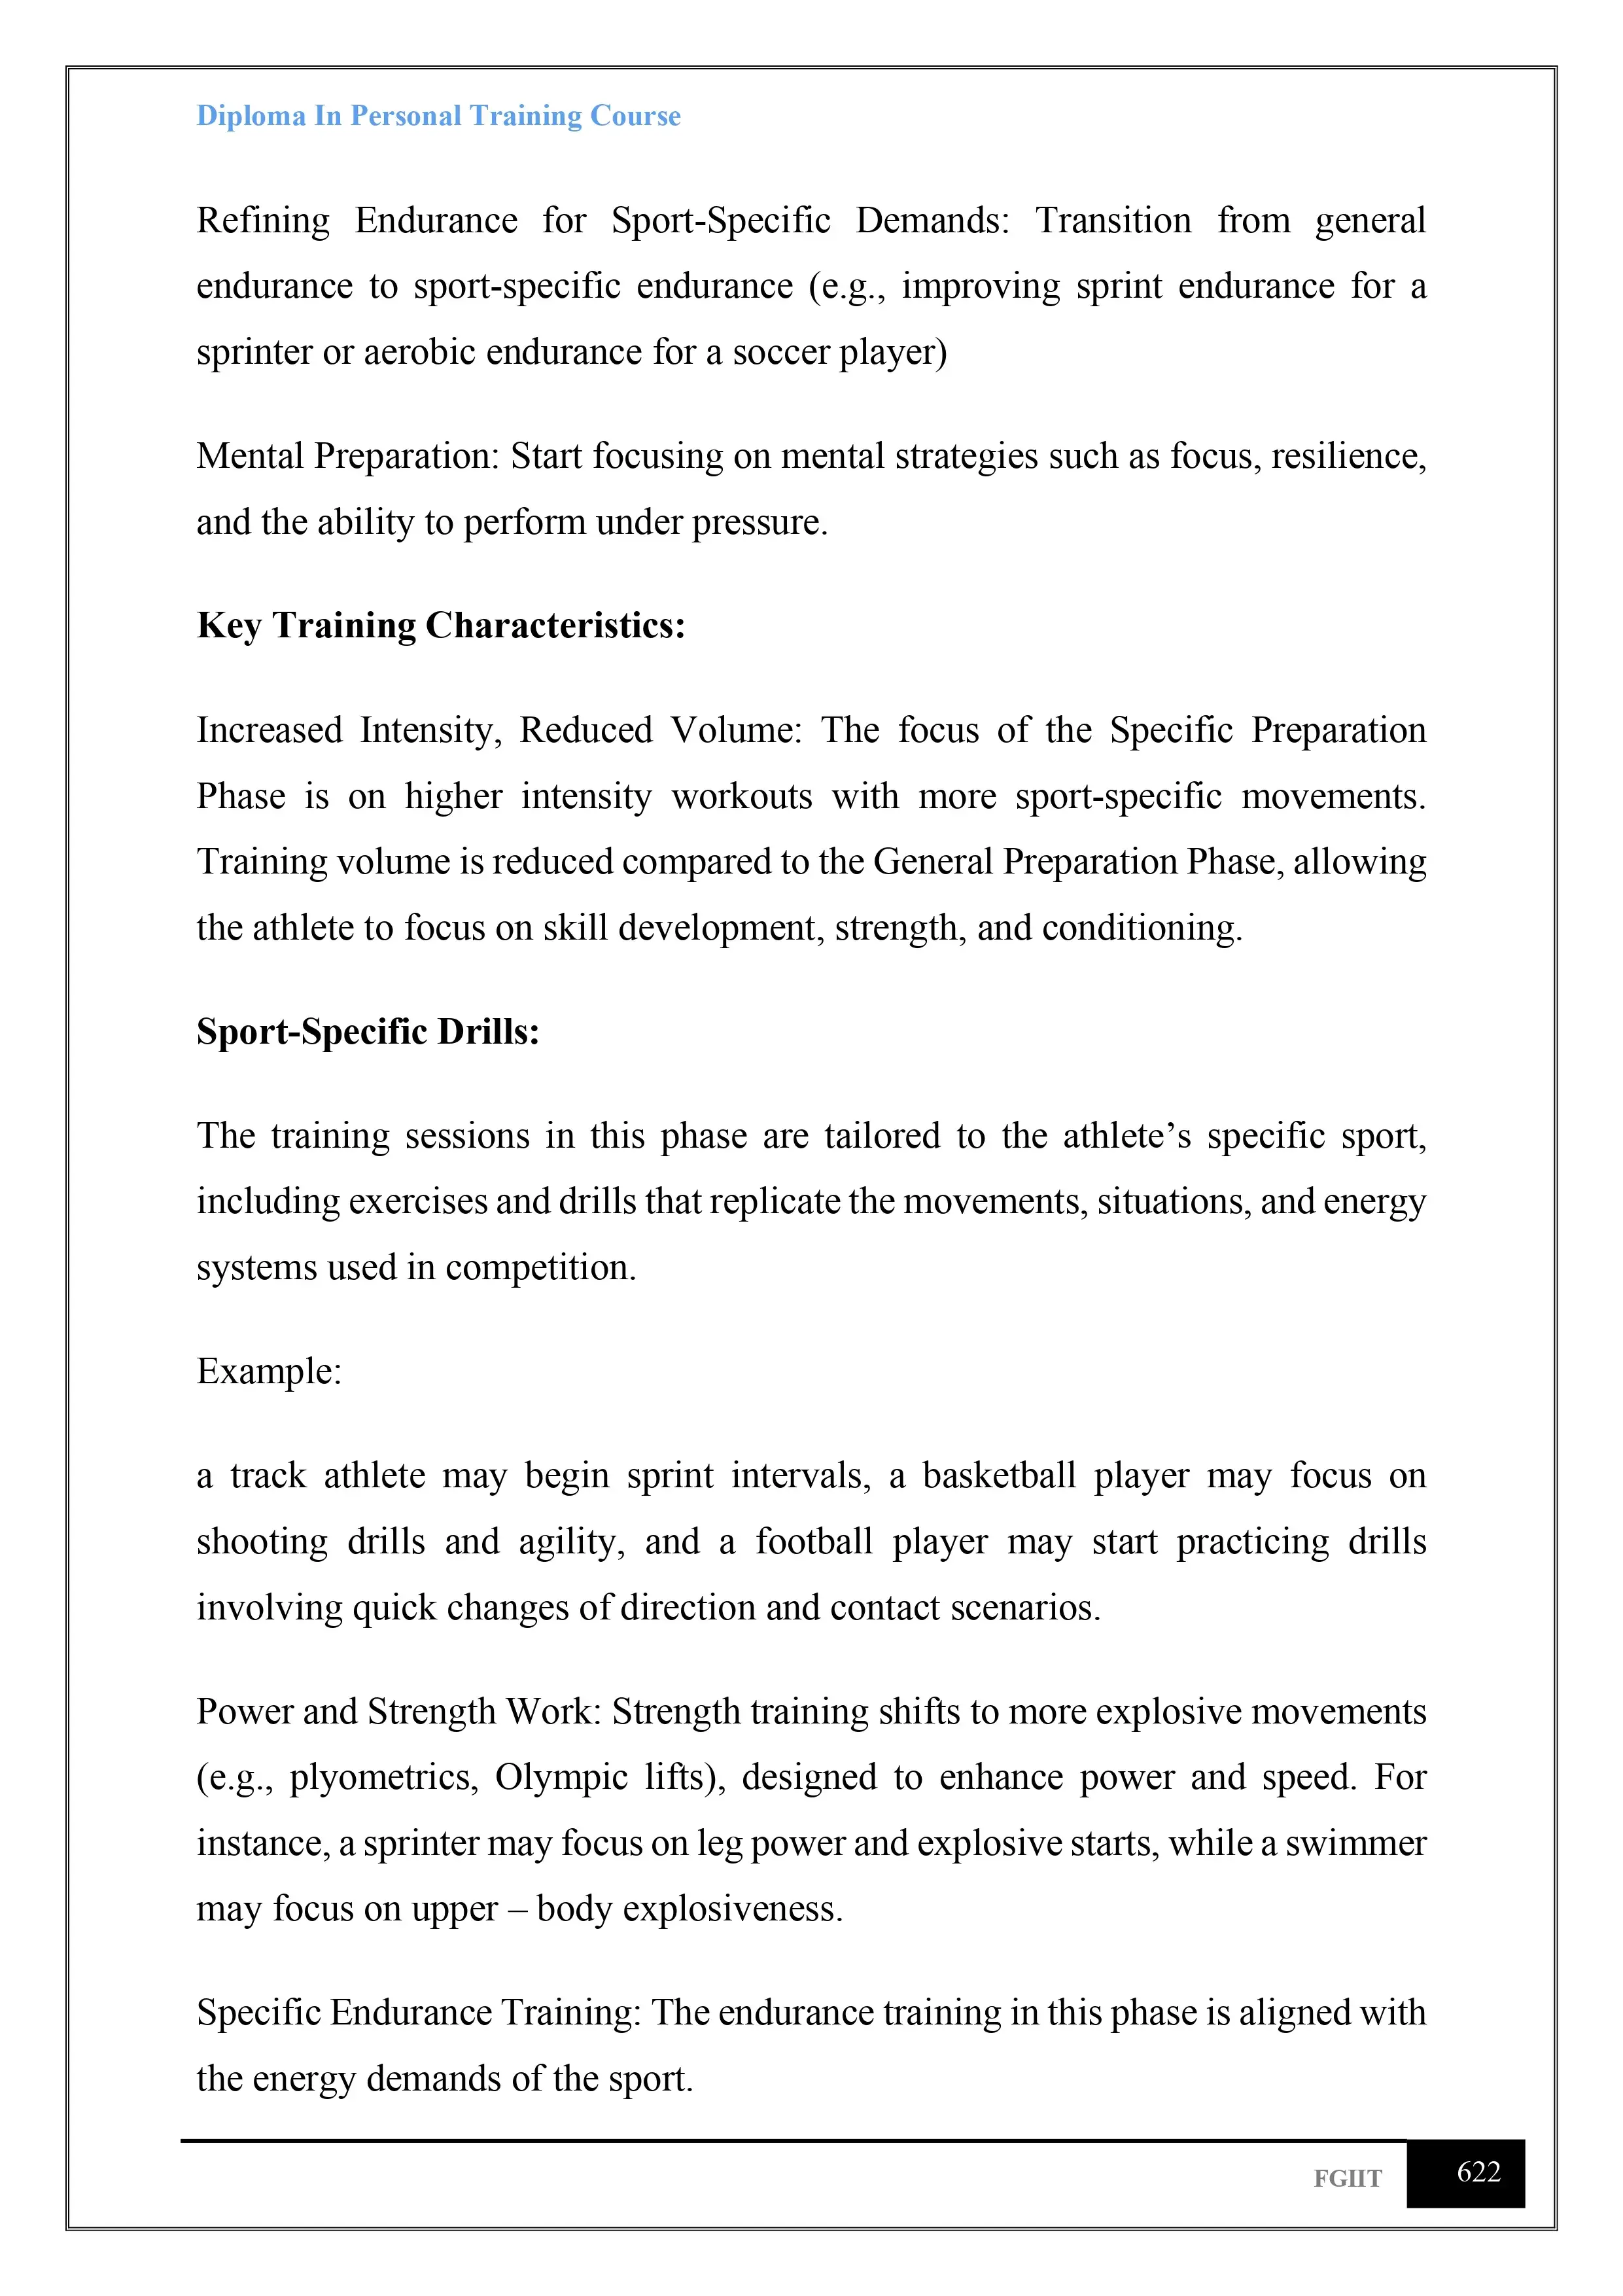 Diploma In Personal Training Course
Refining Endurance for Sport-Specific Demands: Transition from general
endurance to sport-specific endurance (e.g., improving sprint endurance for a
sprinter or aerobic endurance for a soccer player)
Mental Preparation: Start focusing on mental strategies such as focus, resilience,
and the ability to perform under pressure.
Key Training Characteristics:
Increased Intensity, Reduced Volume: The focus of the Specific Preparation
Phase is on higher intensity workouts with more sport-specific movements.
Training volume is reduced compared to the General Preparation Phase, allowing
the athlete to focus on skill development, strength, and conditioning.
Sport-Specific Drills:
The training sessions in this phase are tailored to the athlete’s specific sport,
including exercises and drills that replicate the movements, situations, and energy
systems used in competition.
Example:
a track athlete may begin sprint intervals, a basketball player may focus on
shooting drills and agility, and a football player may start practicing drills
involving quick changes of direction and contact scenarios.
Power and Strength Work: Strength training shifts to more explosive movements
(e.g., plyometrics, Olympic lifts), designed to enhance power and speed. For
instance, a sprinter may focus on leg power and explosive starts, while a swimmer
may focus on upper – body explosiveness.
Specific Endurance Training: The endurance training in this phase is aligned with
the energy demands of the sport.
FGIIT
622